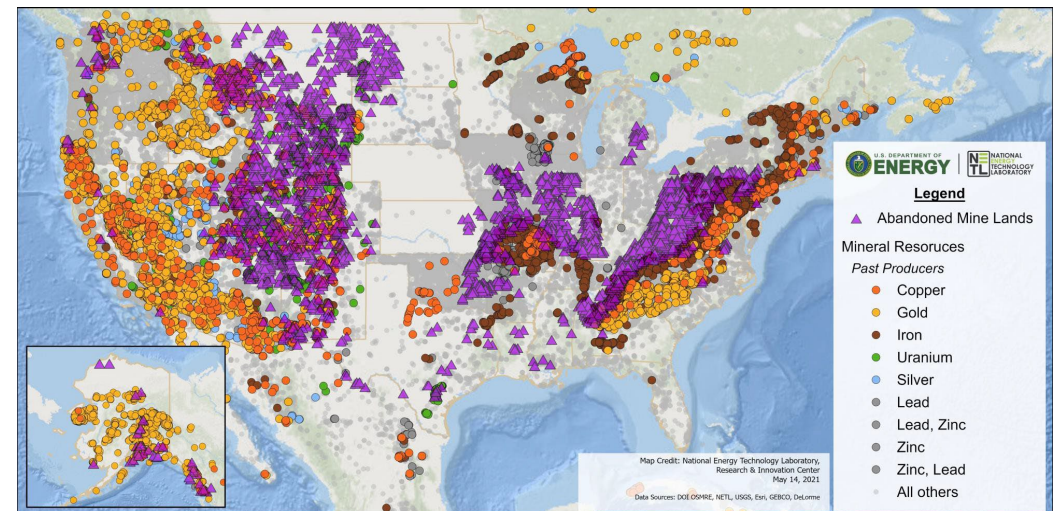 U.S. DEPARTMENT OF
ENERGY
NATIONAL
ENERGY
TECHNOLOGY
LABORATORY
Legend
Abandoned Mine Lands
Mineral Resoruces
Past Producers
Copper
Gold
Iron
Uranium
Silver
Lead
Lead, Zinc
Zinc
Zinc, Lead
All others
Map Credit: National Energy Technology Laboratory,
Research & Innovation Center
May 14, 2021
Data Sources: DOI OSMRE, NETL, USGS, Esri, GEBCO, DeLorme